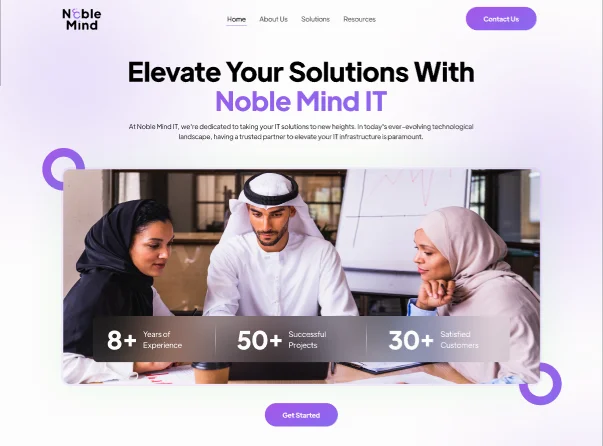 Noble
Mind
Home
About Us
Solutions
Resources
Contact Us
Elevate Your Solutions With
Noble Mind IT
At Noble Mind IT, we're dedicated to taking your IT solutions to new heights. In today's ever-evolving technological
landscape, having a trusted partner to elevate your IT infrastructure is paramount.
8+ Years of
Experience
50+ Successful
Projects
30+ Satisfied
Customers
Get Started